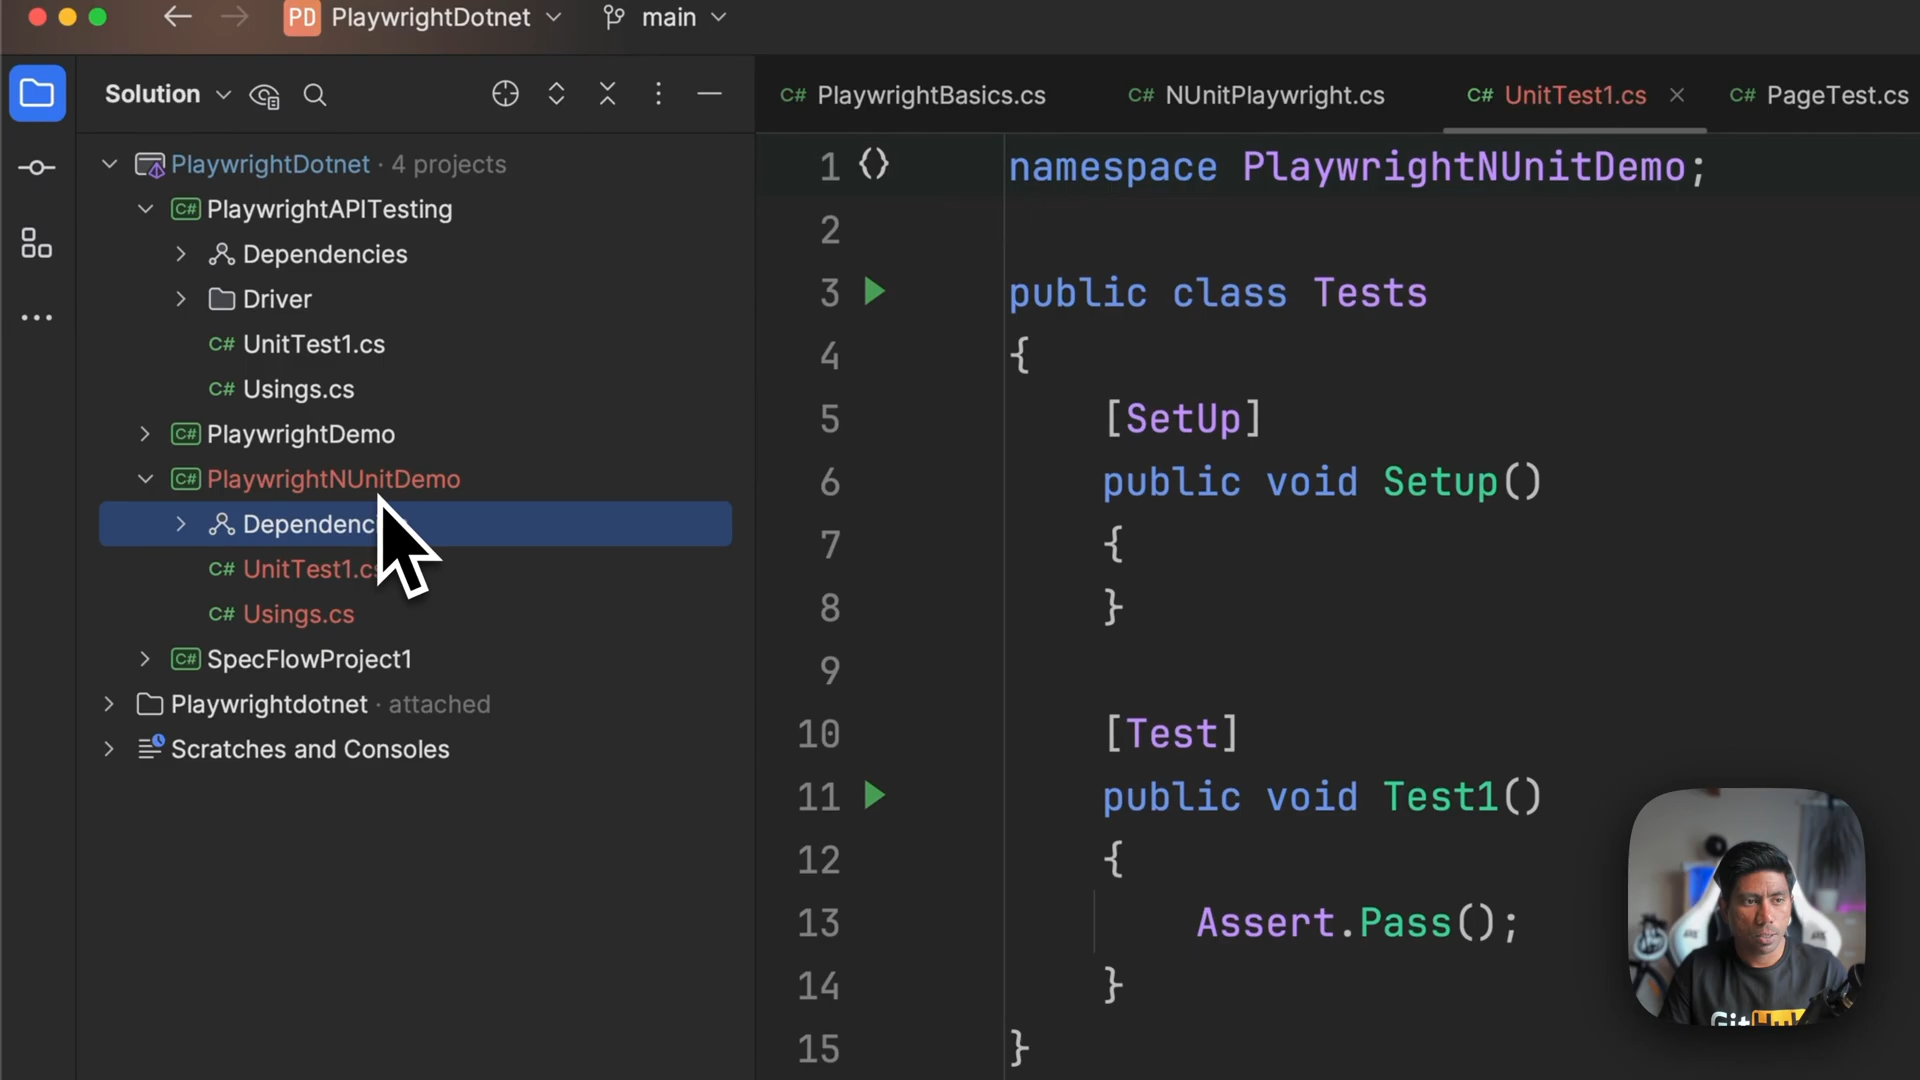 PD PlaywrightDotnet main
Solution
PlaywrightDotnet · 4 projects
C# PlaywrightAPITesting
Dependencies
Driver
C# UnitTest1.cs
C# Usings.cs
C# PlaywrightDemo
C# PlaywrightNUnitDemo
Dependenci
C# UnitTest1.c
C# Usings.cs
C# SpecFlowProject1
Playwrightdotnet · attached
Scratches and Consoles
C# PlaywrightBasics.cs C# NUnitPlaywright.cs C# UnitTest1.cs C# PageTest.cs
1 {} namespace PlaywrightNUnitDemo;
2
3 public class Tests
4 {
5 [SetUp]
6 public void Setup()
7 {
8 }
9
10 [Test]
11 public void Test1()
12 {
13 Assert.Pass();
14 }
15 }
GitHub